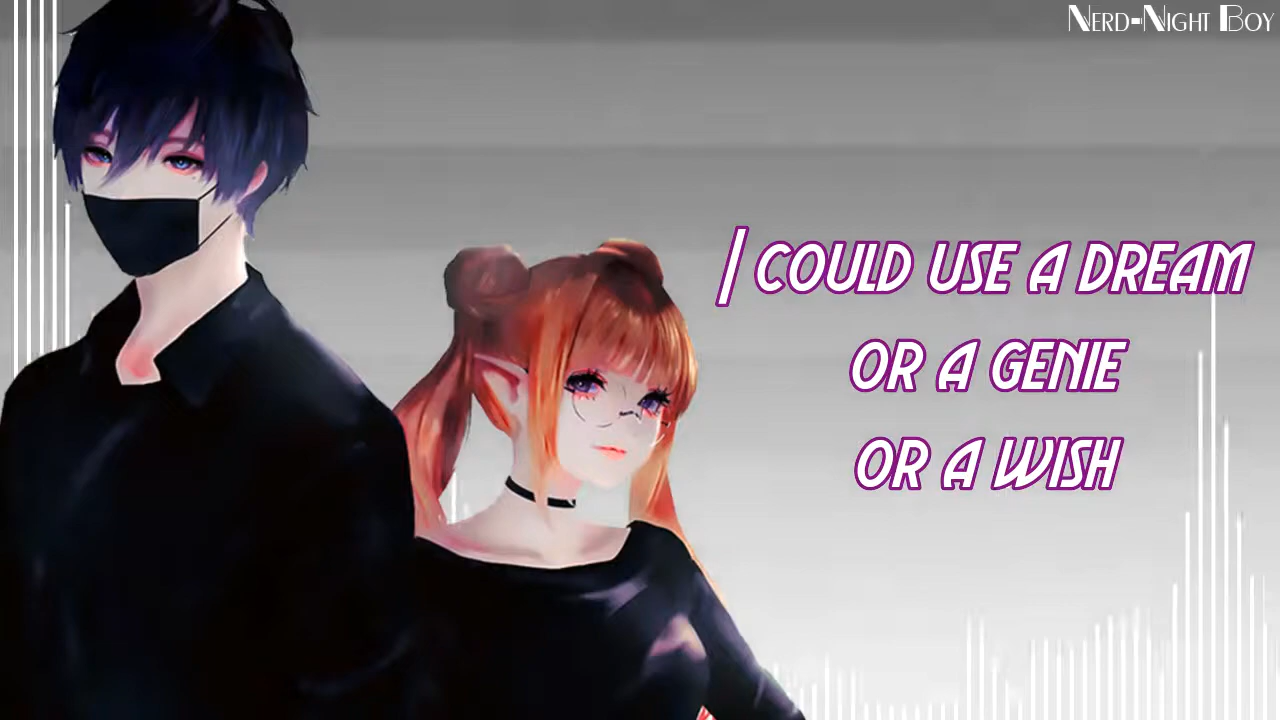 Nerd-Night Boy
I COULD USE A DREAM
OR A GENIE
OR A WISH